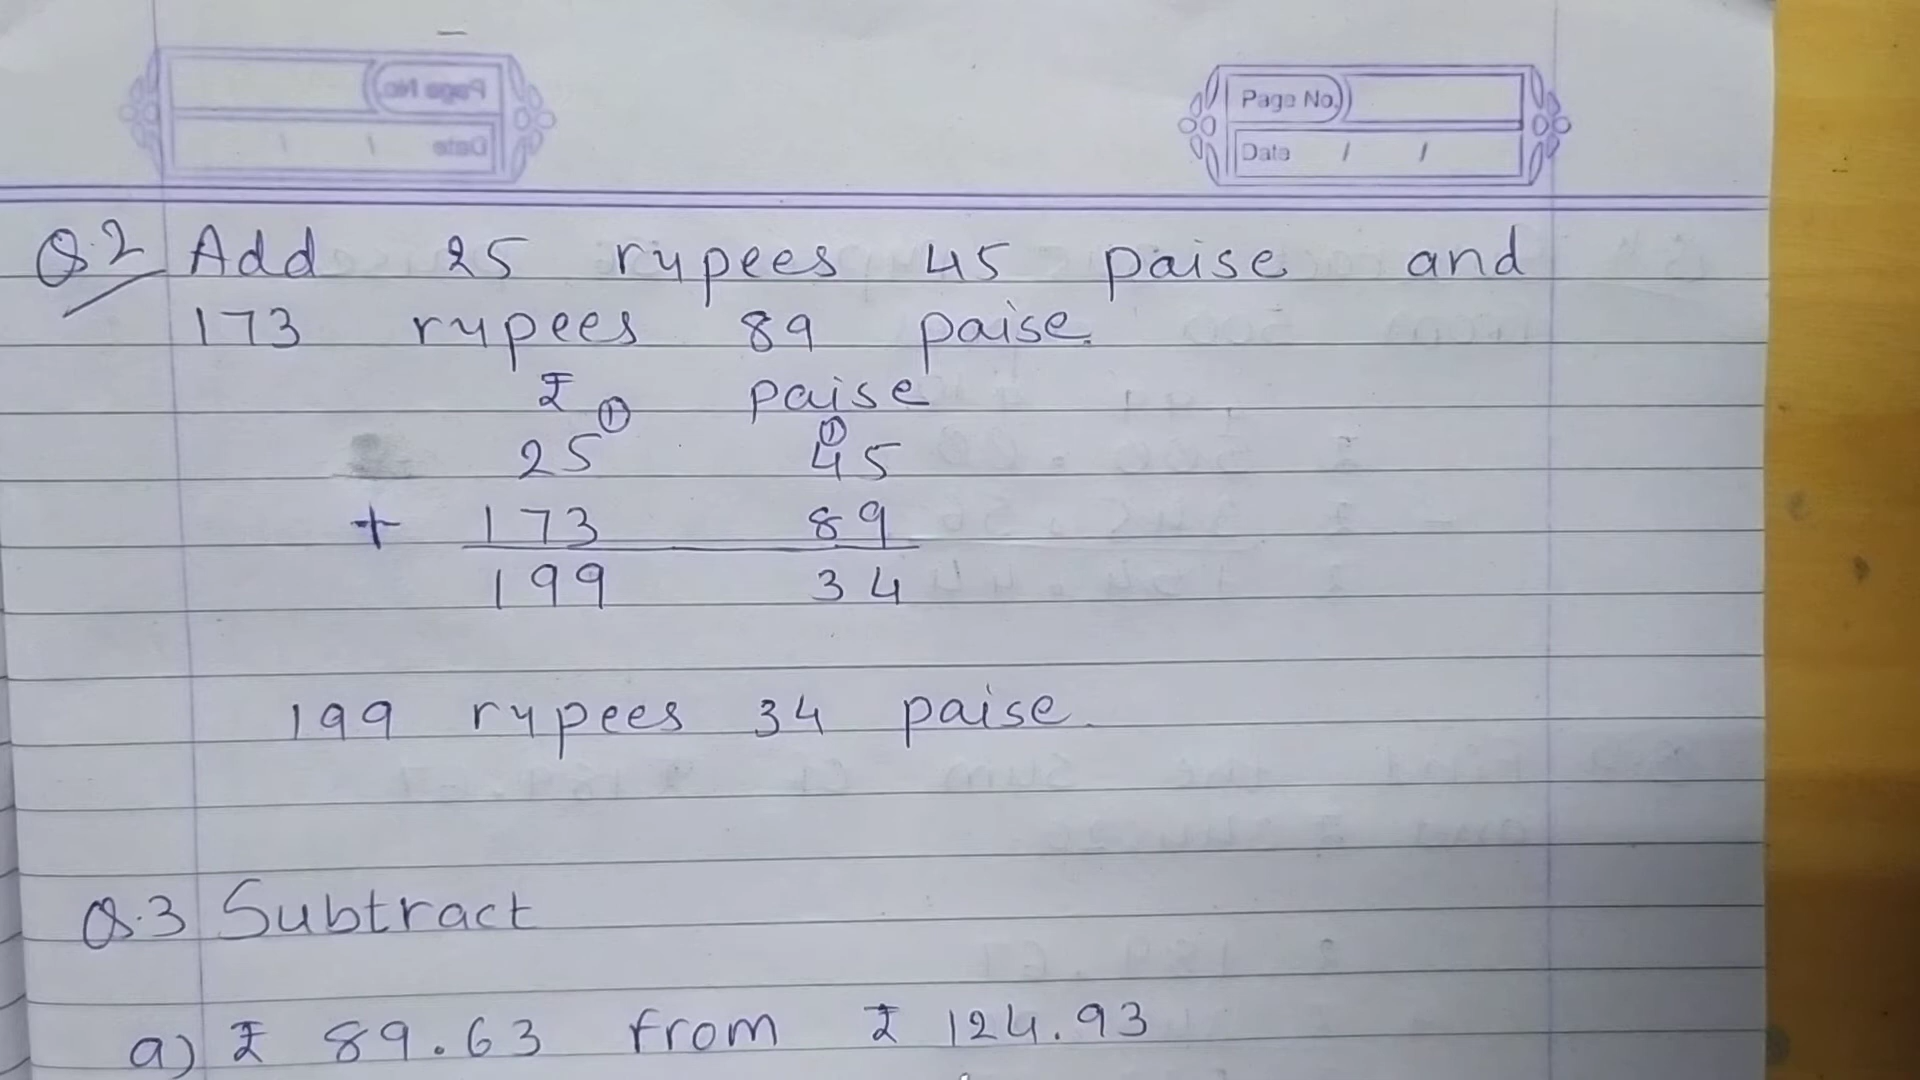 Page No.
Date / /
Q.2 Add 25 rupees 45 paise and
173 rupees 89 paise.
₹ paise
① ①
25 45
+ 173 89
199 34
199 rupees 34 paise.
Q.3 Subtract
a) ₹ 89.63 from ₹ 124.93